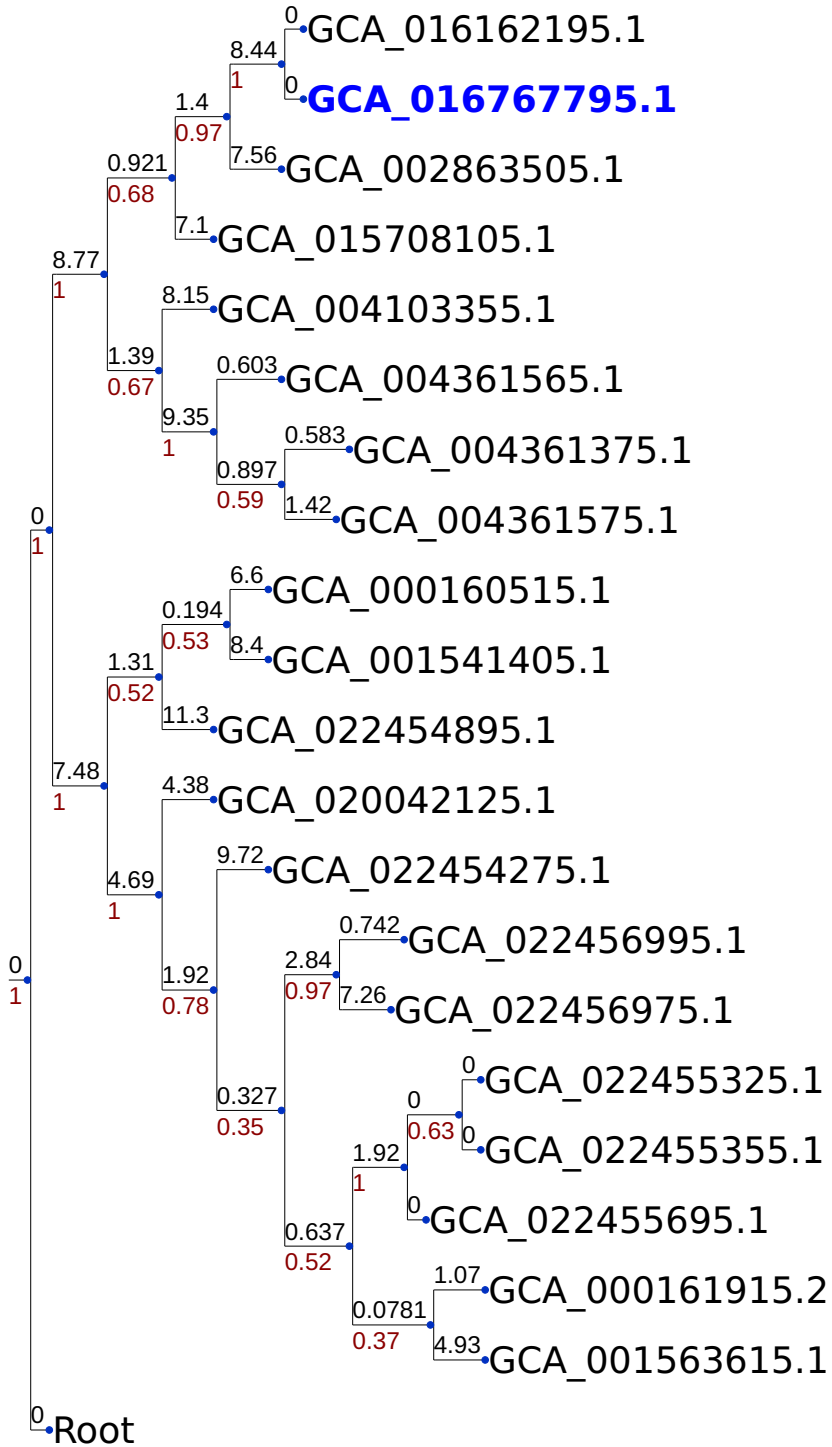 0
GCA_016162195.1
8.44
1
0
GCA_016767795.1
1.4
0.97
7.56
GCA_002863505.1
0.921
0.68
7.1
GCA_015708105.1
8.77
1
8.15
GCA_004103355.1
1.39
0.67
0.603
GCA_004361565.1
9.35
1
0.583
GCA_004361375.1
0.897
0.59
1.42
GCA_004361575.1
0
1
6.6
GCA_000160515.1
0.194
0.53
8.4
GCA_001541405.1
1.31
0.52
11.3
GCA_022454895.1
7.48
1
4.38
GCA_020042125.1
4.69
1
9.72
GCA_022454275.1
0.742
GCA_022456995.1
0
1
2.84
0.97
1.92
0.78
7.26
GCA_022456975.1
0
GCA_022455325.1
0.327
0.35
0
0.63
0
GCA_022455355.1
1.92
1
0
GCA_022455695.1
0.637
0.52
1.07
GCA_000161915.2
0.0781
0.37
4.93
GCA_001563615.1
0
Root